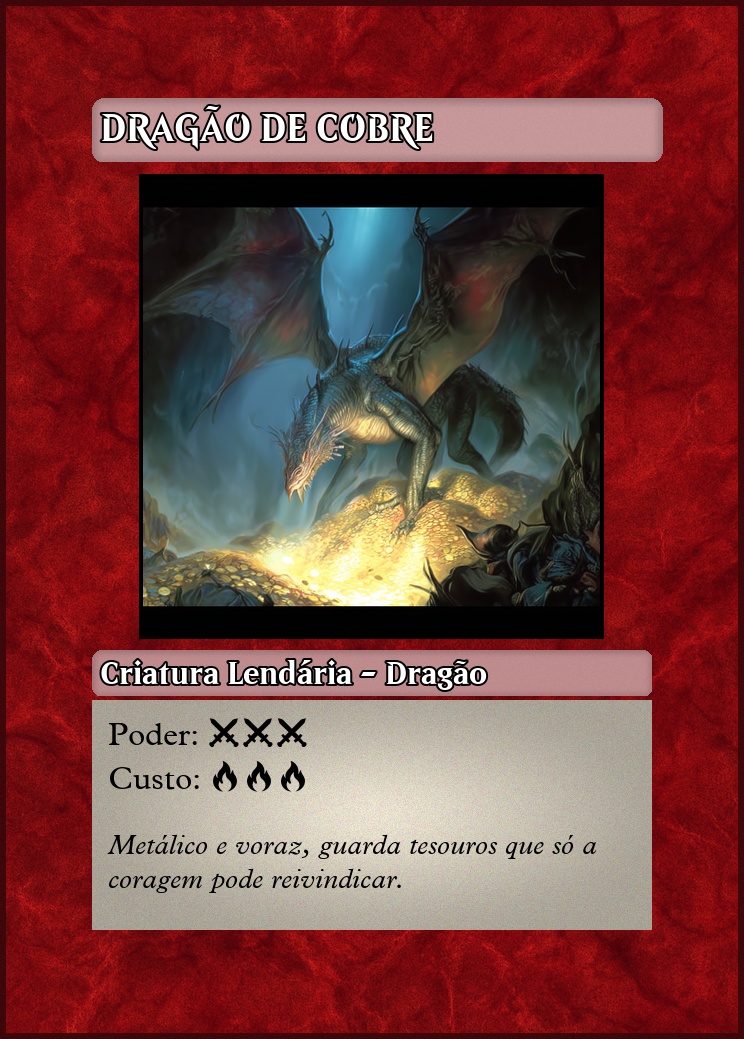 DRAGÃO DE COBRE
Criatura Lendária - Dragão
Poder:
Custo:
Metálico e voraz, guarda tesouros que só a
coragem pode reivindicar.